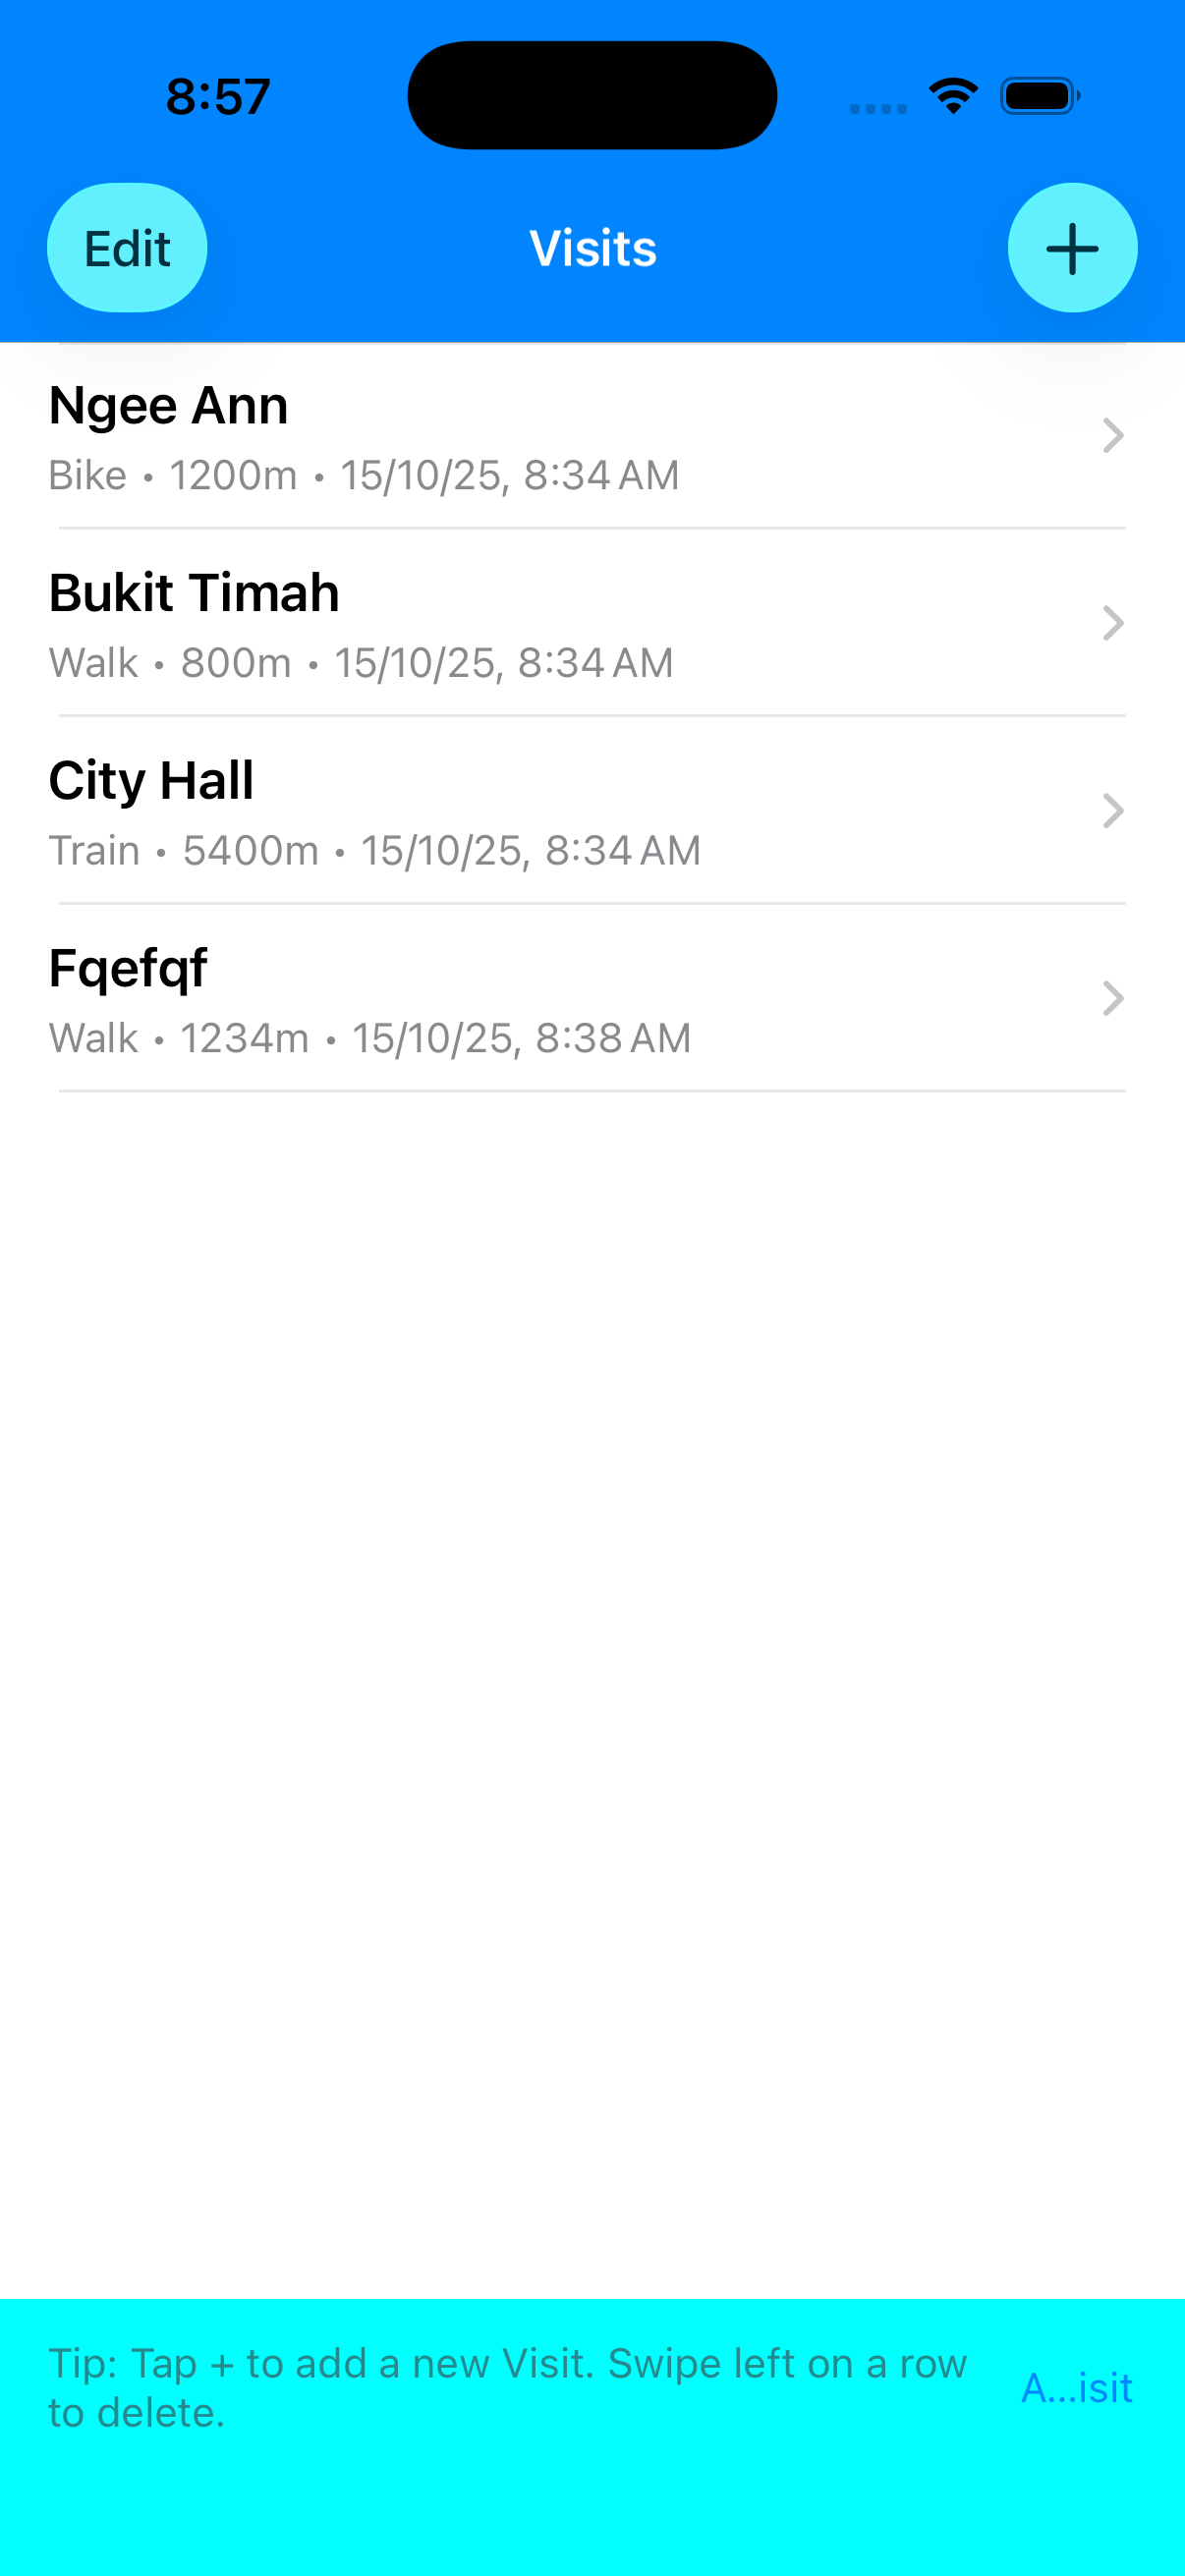 8:57
Edit
Visits
+
Ngee Ann
Bike • 1200m • 15/10/25, 8:34 AM
Bukit Timah
Walk • 800m • 15/10/25, 8:34 AM
City Hall
Train • 5400m • 15/10/25, 8:34 AM
Fqefqf
Walk • 1234m • 15/10/25, 8:38 AM
Tip: Tap + to add a new Visit. Swipe left on a row
to delete.
A...isit